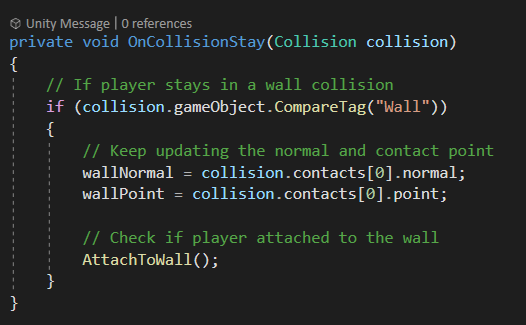 Unity Message | 0 references
private void OnCollisionStay(Collision collision)
{
// If player stays in a wall collision
if (collision.gameObject.CompareTag("Wall"))
{
// Keep updating the normal and contact point
wallNormal = collision.contacts[0].normal;
wallPoint = collision.contacts[0].point;
// Check if player attached to the wall
AttachToWall();
}
}